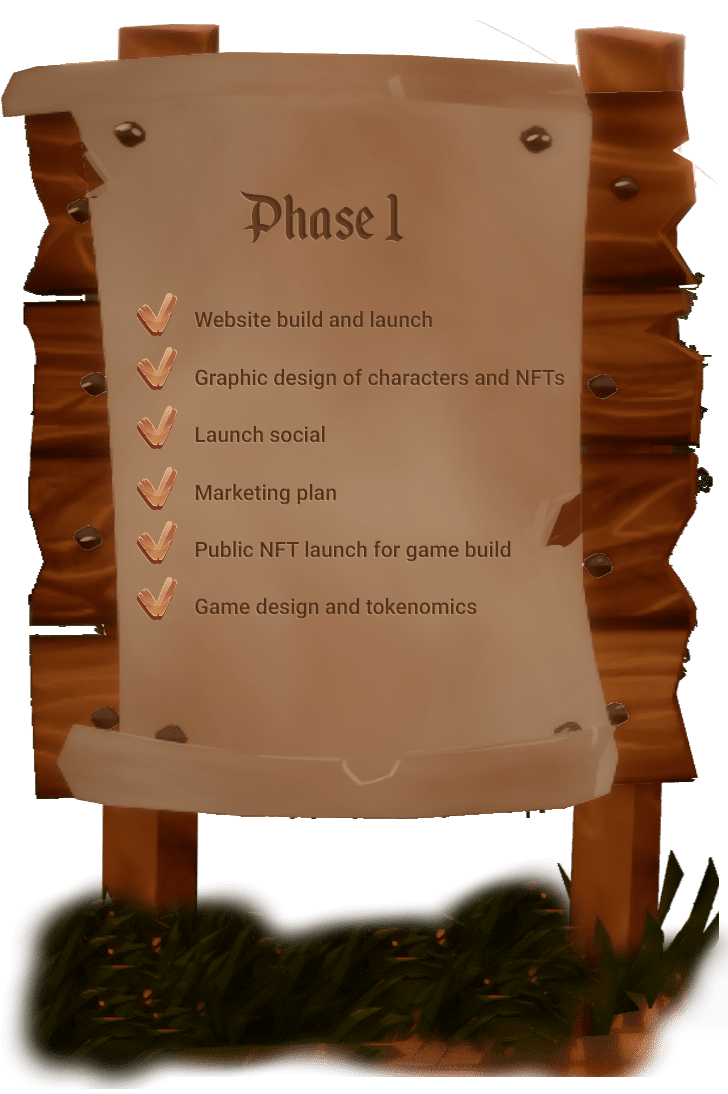 Phase 1
Website build and launch
Graphic design of characters and NFTs
Launch social
Marketing plan
Public NFT launch for game build
Game design and tokenomics